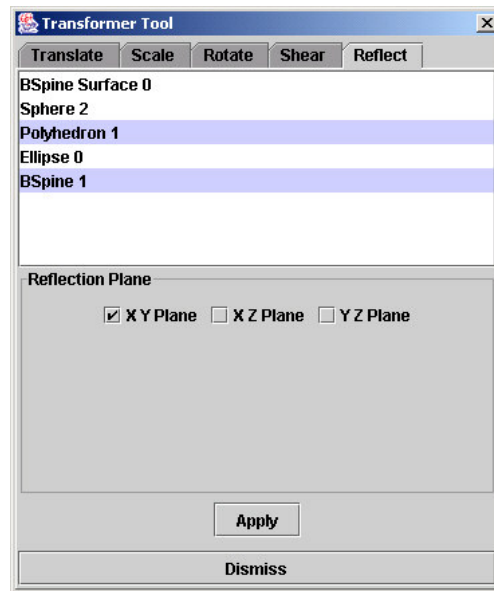 Transformer Tool
Translate Scale Rotate Shear Reflect
BSpine Surface 0
Sphere 2
Polyhedron 1
Ellipse 0
BSpine 1
Reflection Plane
X Y Plane X Z Plane Y Z Plane
Apply
Dismiss